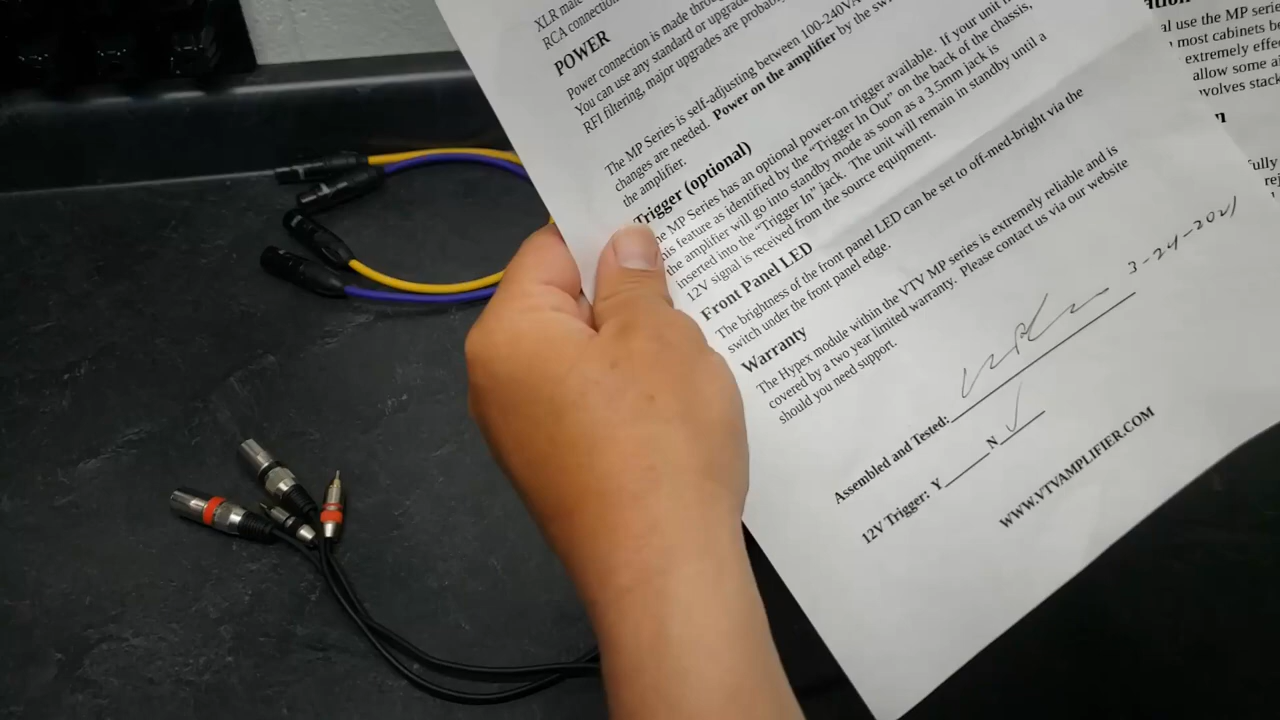 XLR male
RCA connection
POWER
Power connection is made throug
You can use any standard or upgrade
RFI filtering, major upgrades are probably
The MP Series is self-adjusting between 100-240VA
changes are needed. Power on the amplifier by the sw
the amplifier.
Trigger (optional)
he MP Series has an optional power-on trigger available. If your unit h
his feature as identified by the “Trigger In Out” on the back of the chassis,
the amplifier will go into standby mode as soon as a 3.5mm jack is
inserted into the “Trigger In” jack. The unit will remain in standby until a
12V signal is received from the source equipment.
Front Panel LED
The brightness of the front panel LED can be set to off-med-bright via the
switch under the front panel edge.
Warranty
The Hypex module within the VTV MP series is extremely reliable and is
covered by a two year limited warranty. Please contact us via our website
should you need support.
Assembled and Tested: 3-24-2021
12V Trigger: Y N ✓
WWW.VTVAMPLIFIER.COM
al use the MP serie
most cabinets be
extremely effe
allow some ai
volves stack